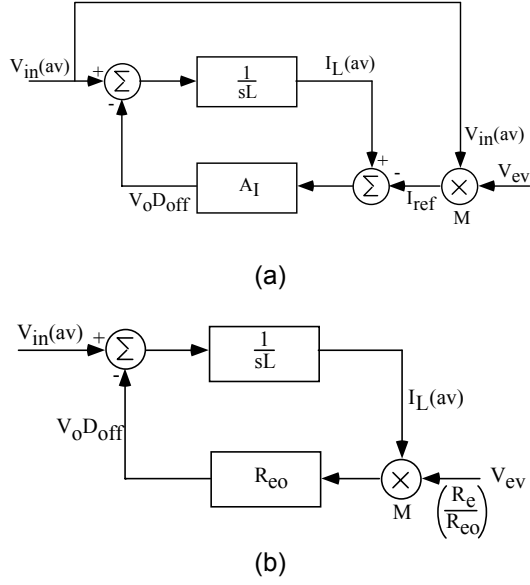 V_in(av)
+
Σ
-
1/sL
I_L(av)
V_in(av)
V_oD_off
A_I
+
Σ
-
I_ref
×
M
V_ev
(a)
V_in(av)
+
Σ
-
1/sL
I_L(av)
V_oD_off
R_eo
×
M
V_ev
(R_e/R_eo)
(b)